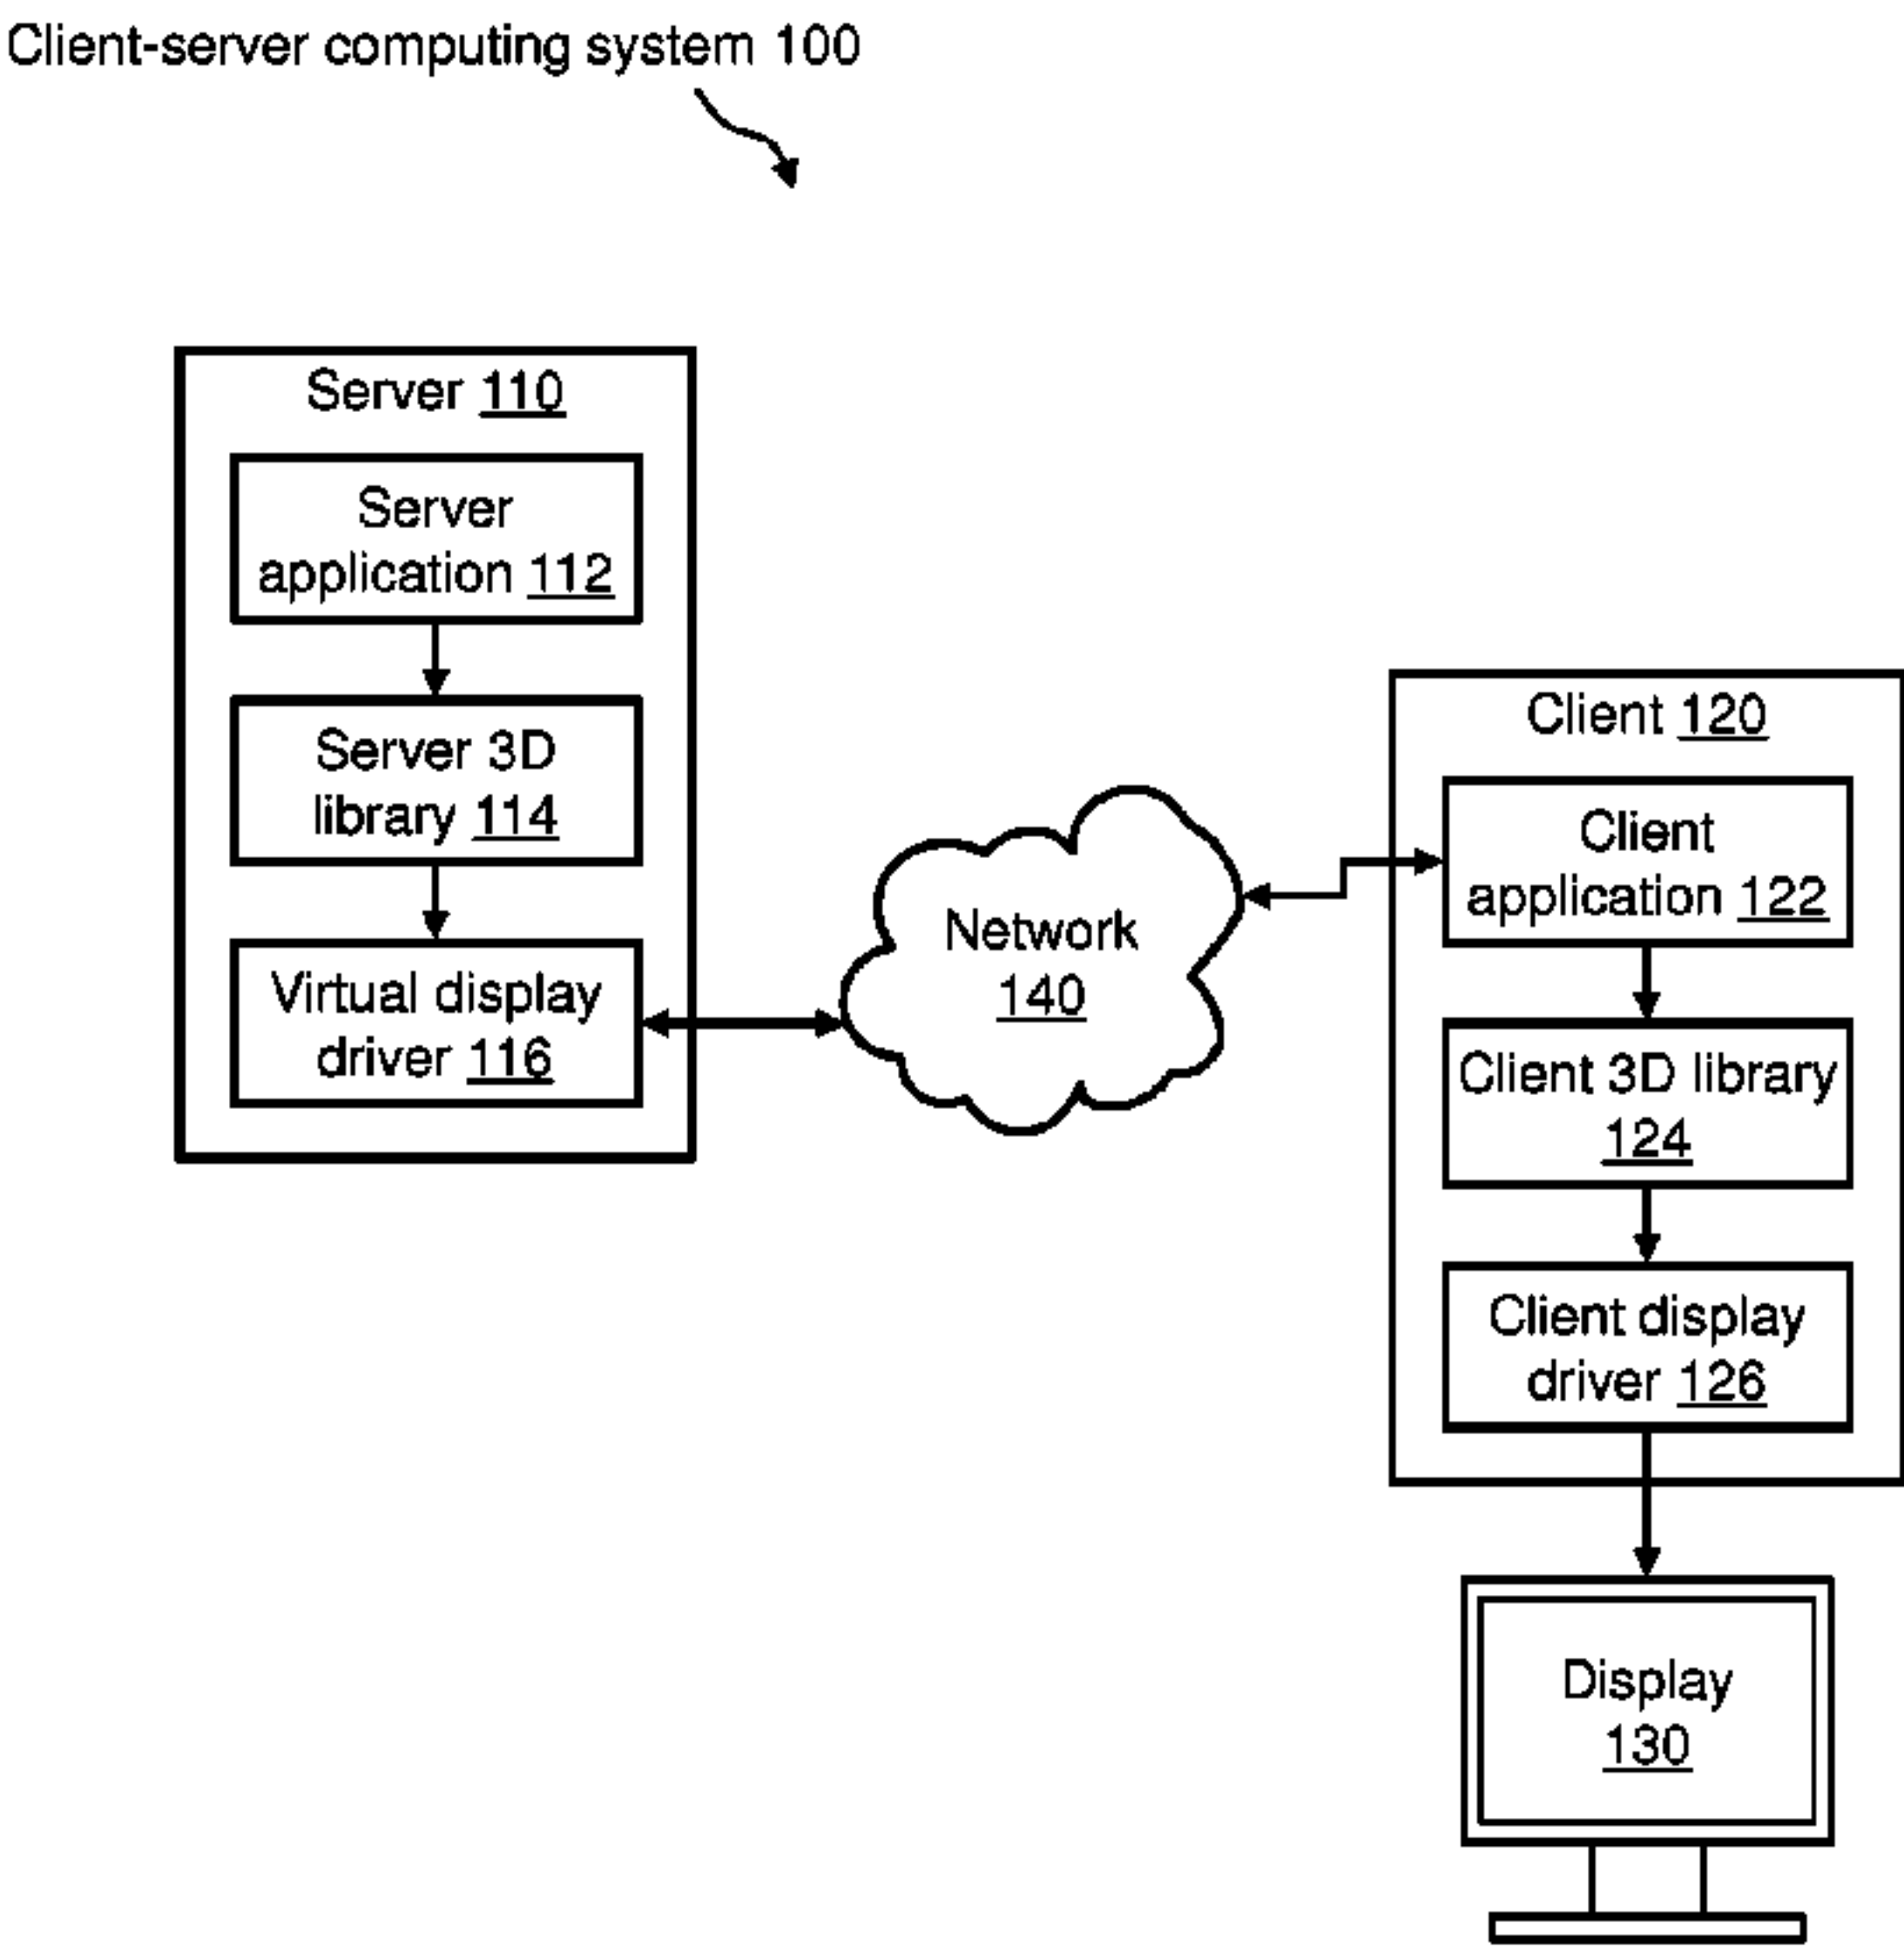 Client-server computing system 100
Server 110
Server
application 112
Server 3D
library 114
Virtual display
driver 116
Network
140
Client 120
Client
application 122
Client 3D library
124
Client display
driver 126
Display
130